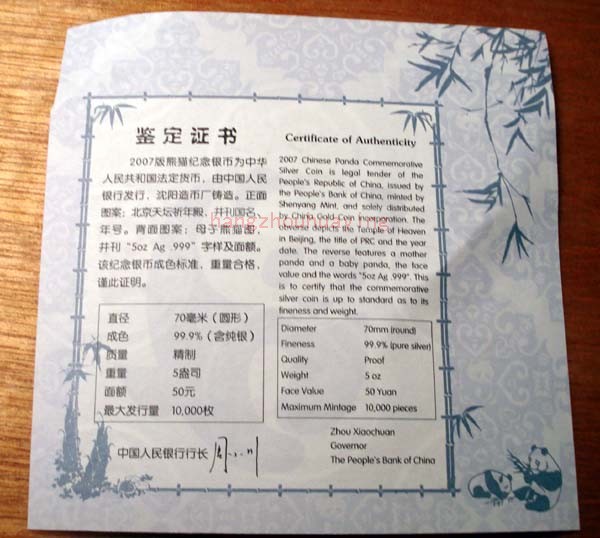 鉴定证书
2007版熊猫纪念银币为中华
人民共和国法定货币，由中国人民
银行发行，沈阳造币厂铸造。正面
图案：北京天坛祈年殿，并刊国名、
年号。背面图案：母子熊猫图，
并刊“5oz Ag .999”字样及面额。
该纪念银币成色标准，重量合格，
谨此证明。
直径 70毫米（圆形）
成色 99.9%（含纯银）
质量 精制
重量 5盎司
面额 50元
最大发行量 10,000枚
中国人民银行行长
Certificate of Authenticity
2007 Chinese Panda Commemorative
Silver Coin is legal tender of the
People's Republic of China, issued by
the People's Bank of China, minted by
Shenyang Mint, and solely distributed
by China Gold Coin Incorporation. The
obverse depicts the Temple of Heaven
in Beijing, the title of PRC and the year
date. The reverse features a mother
panda and a baby panda, the face
value and the words "5oz Ag .999". This
is to certify that the commemorative
silver coin is up to standard as to its
fineness and weight.
Diameter 70mm (round)
Fineness 99.9% (pure silver)
Quality Proof
Weight 5 oz
Face Value 50 Yuan
Maximum Mintage 10,000 pieces
Zhou Xiaochuan
Governor
The People's Bank of China